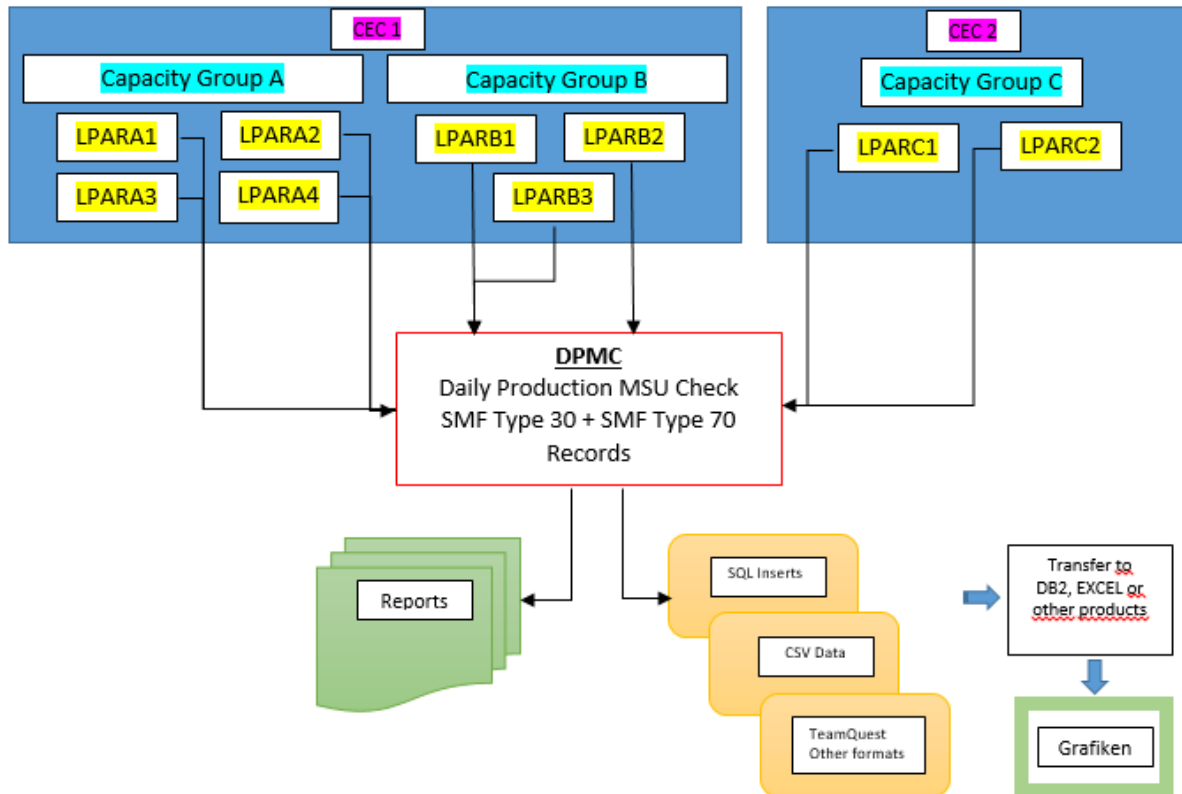 CEC 1
Capacity Group A
Capacity Group B
LPARA1
LPARA2
LPARB1
LPARB2
LPARA3
LPARA4
LPARB3
CEC 2
Capacity Group C
LPARC1
LPARC2
DPMC
Daily Production MSU Check
SMF Type 30 + SMF Type 70
Records
Reports
SQL Inserts
CSV Data
TeamQuest
Other formats
Transfer to
DB2, EXCEL or
other products
Grafiken